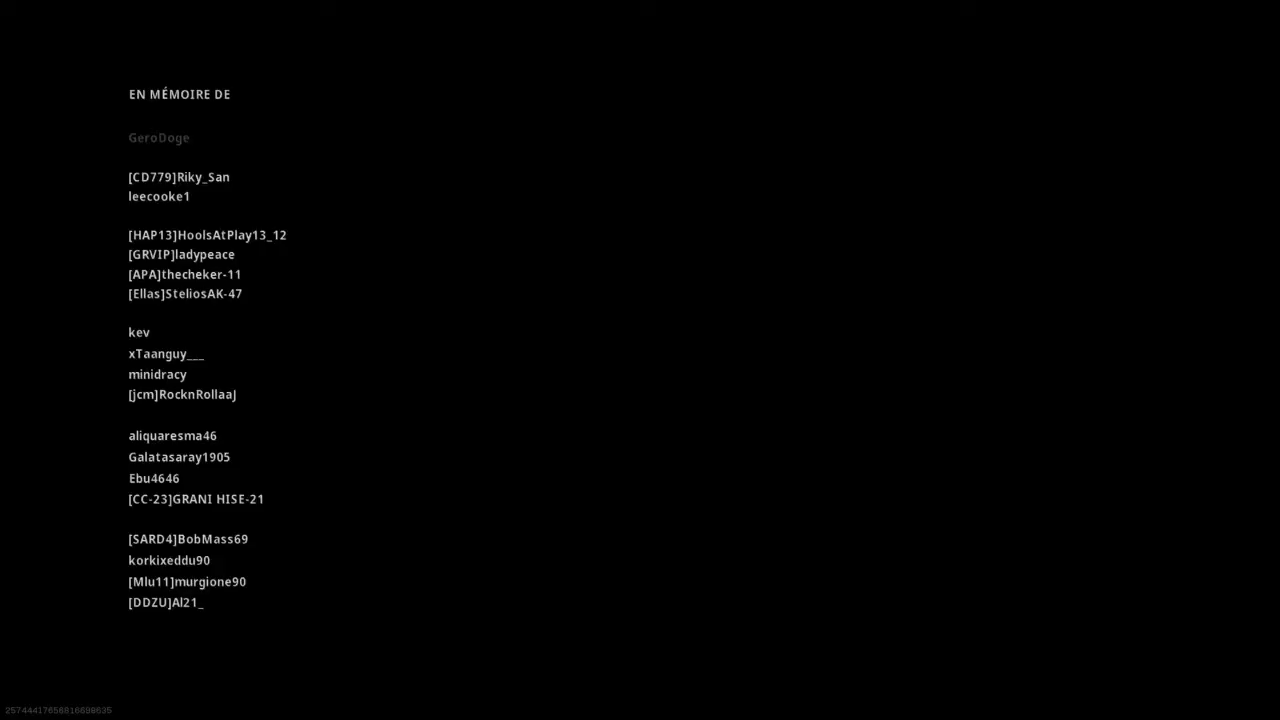 EN MÉMOIRE DE
GeroDoge
[CD779]Riky_San
leecooke1
[HAP13]HoolsAtPlay13_12
[GRVIP]ladypeace
[APA]thecheker-11
[Ellas]SteliosAK-47
kev
xTaanguy___
minidracy
[jcm]RocknRollaaJ
aliquaresma46
Galatasaray1905
Ebu4646
[CC-23]GRANI HISE-21
[SARD4]BobMass69
korkixeddu90
[Mlu11]murgione90
[DDZU]Al21_